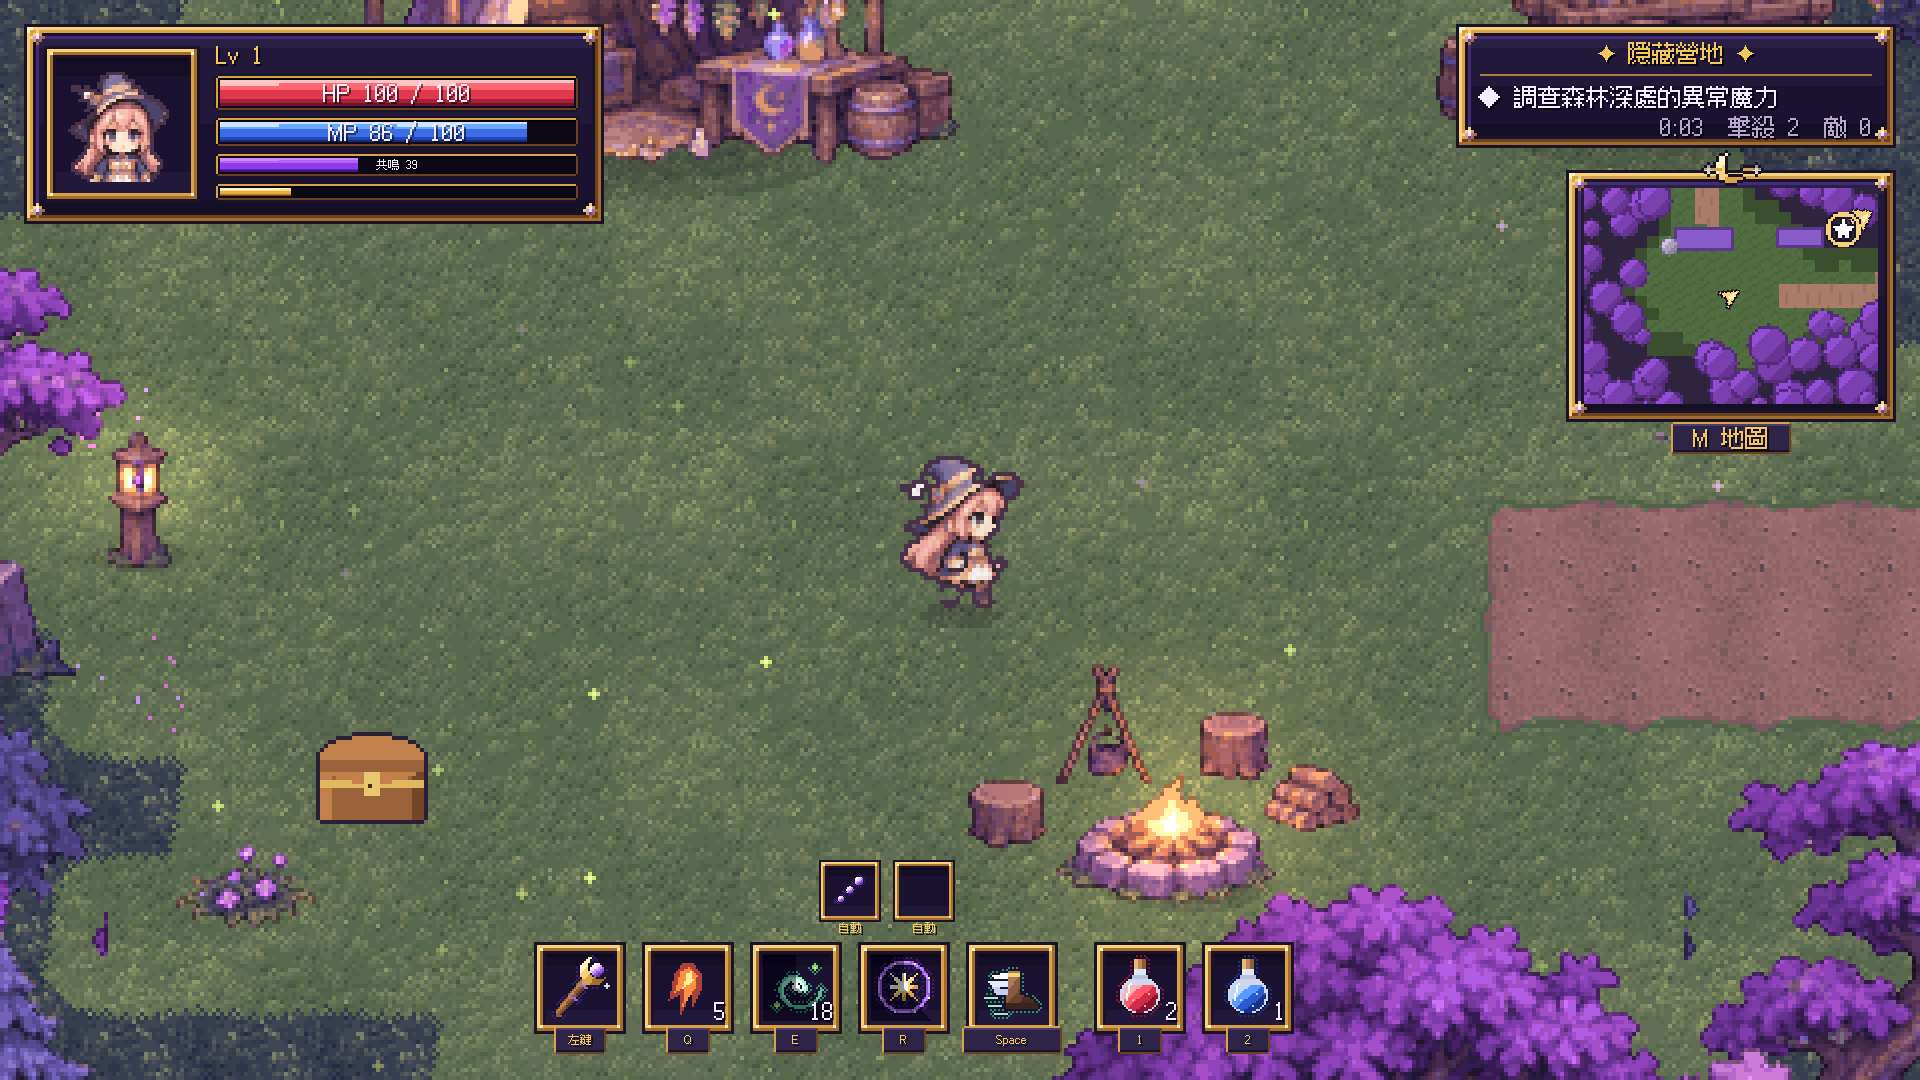 Lv 1
HP 100 / 100
MP 86 / 100
共鳴 39
隱藏營地
調查森林深處的異常魔力
0:03 擊殺 2 敵 0
M 地圖
自動 自動
5 18 2 1
左鍵 Q E R Space 1 2